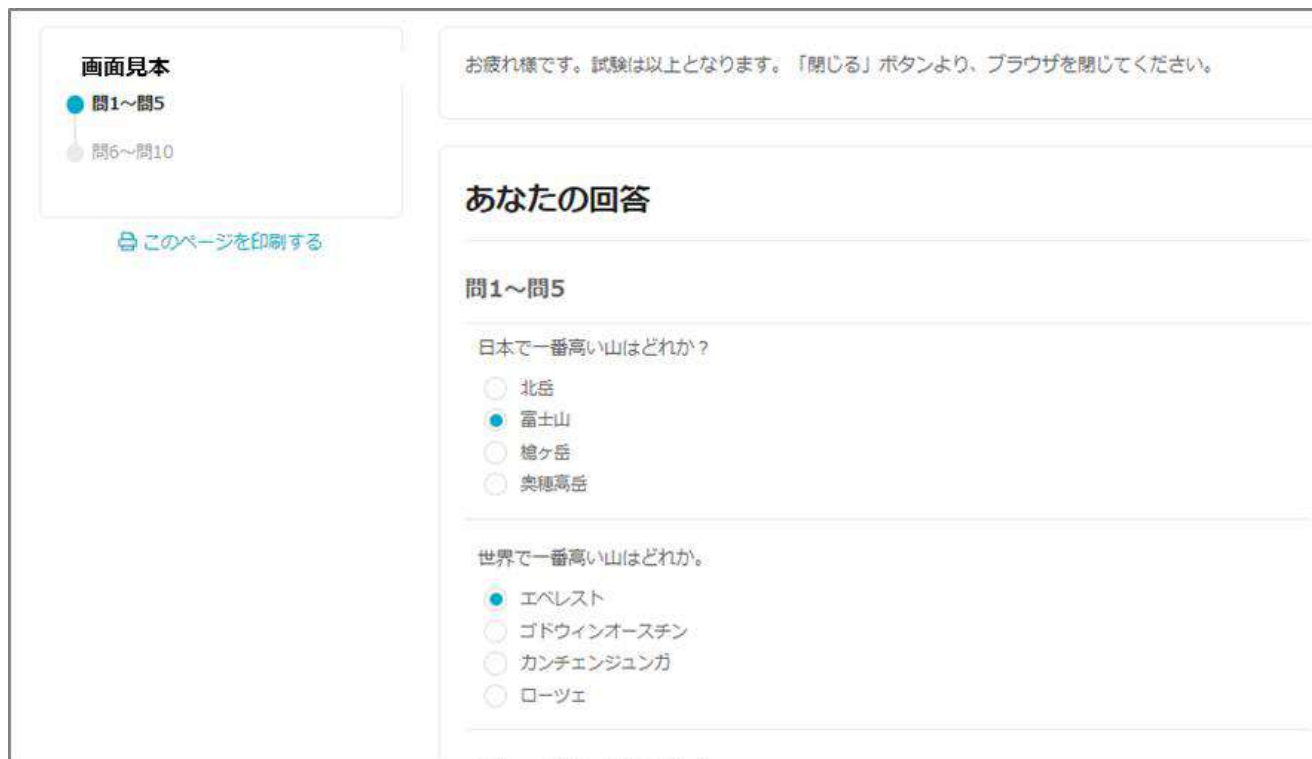 画面見本
問1～問5
問6～問10
このページを印刷する
お疲れ様です。試験は以上となります。「閉じる」ボタンより、ブラウザを閉じてください。
あなたの回答
問1～問5
日本で一番高い山はどれか？
北岳
富士山
槍ヶ岳
奥穂高岳
世界で一番高い山はどれか。
エベレスト
ゴドウィンオースチン
カンチェンジュンガ
ローツェ